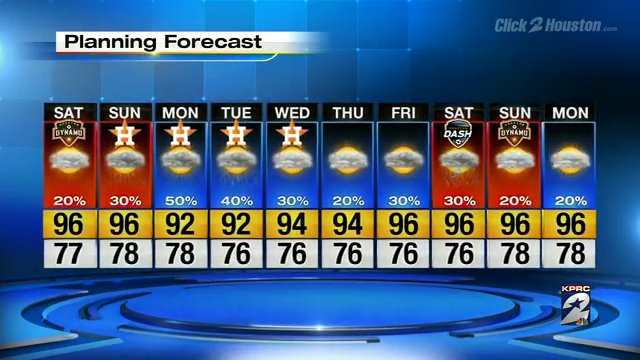 Click2Houston.com
Planning Forecast
SAT SUN MON TUE WED THU FRI SAT SUN MON
DYNAMO H H H H DASH DYNAMO
20% 30% 50% 40% 30% 20% 30% 30% 20% 20%
96 96 92 92 94 94 96 96 96 96
77 78 78 76 76 76 76 76 78 78
KPRC
2